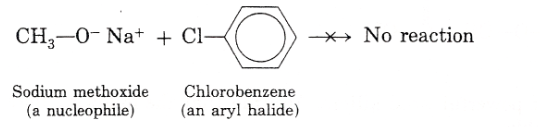 CH₃—O⁻ Na⁺ + Cl— No reaction
Sodium methoxide Chlorobenzene
(a nucleophile) (an aryl halide)